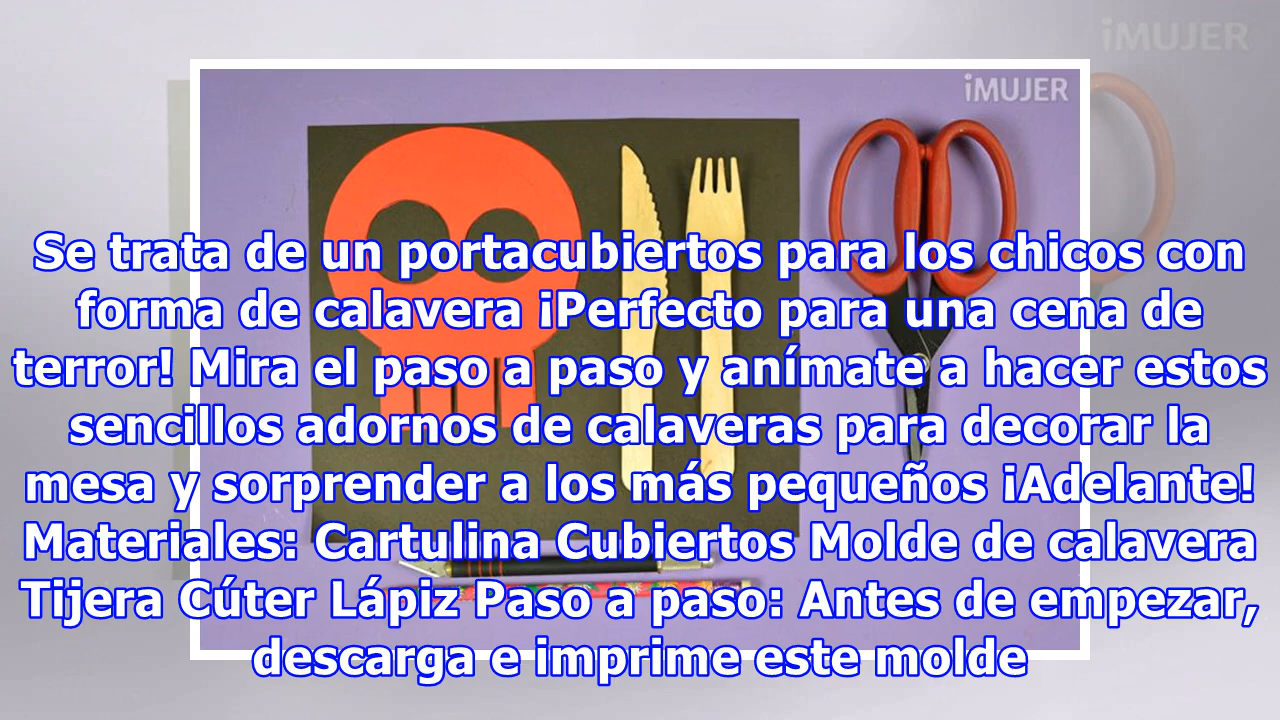 iMUJER
iMUJER
Se trata de un portacubiertos para los chicos con
forma de calavera ¡Perfecto para una cena de
terror! Mira el paso a paso y anímate a hacer estos
sencillos adornos de calaveras para decorar la
mesa y sorprender a los más pequeños ¡Adelante!
Materiales: Cartulina Cubiertos Molde de calavera
Tijera Cúter Lápiz Paso a paso: Antes de empezar,
descarga e imprime este molde